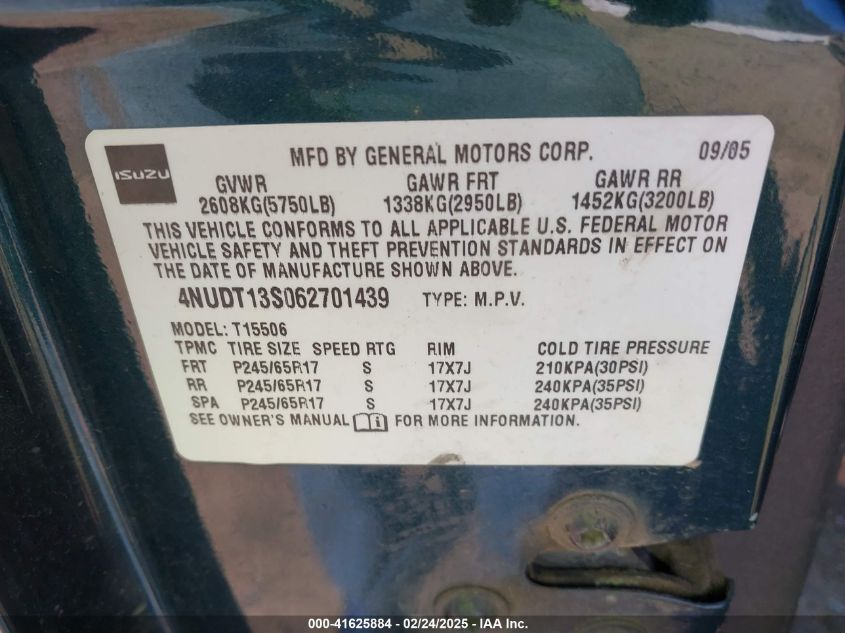 ISUZU
MFD BY GENERAL MOTORS CORP. 09/05
GVWR GAWR FRT GAWR RR
2608KG(5750LB) 1338KG(2950LB) 1452KG(3200LB)
THIS VEHICLE CONFORMS TO ALL APPLICABLE U.S. FEDERAL MOTOR
VEHICLE SAFETY AND THEFT PREVENTION STANDARDS IN EFFECT ON
THE DATE OF MANUFACTURE SHOWN ABOVE.
4NUDT13S062701439 TYPE: M.P.V.
MODEL: T15506
TPMC TIRE SIZE SPEED RTG RIM COLD TIRE PRESSURE
FRT P245/65R17 S 17X7J 210KPA(30PSI)
RR P245/65R17 S 17X7J 240KPA(35PSI)
SPA P245/65R17 S 17X7J 240KPA(35PSI)
SEE OWNER'S MANUAL i FOR MORE INFORMATION.
000-41625884 - 02/24/2025 - IAA Inc.